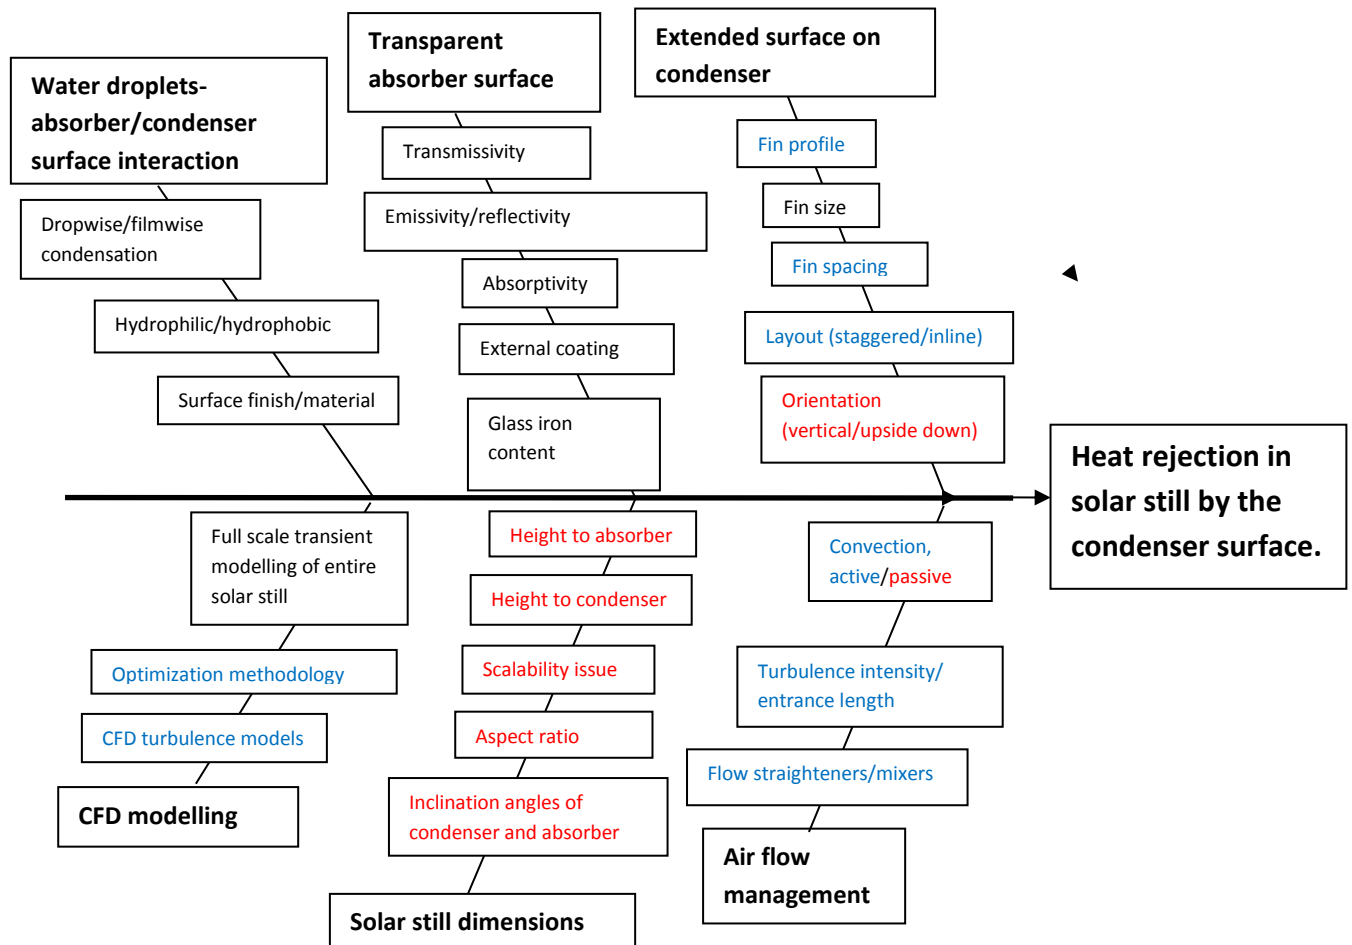 Water droplets-
absorber/condenser
surface interaction
Dropwise/filmwise
condensation
Hydrophilic/hydrophobic
Surface finish/material
Transparent
absorber surface
Transmissivity
Emissivity/reflectivity
Absorptivity
External coating
Glass iron
content
Extended surface on
condenser
Fin profile
Fin size
Fin spacing
Layout (staggered/inline)
Orientation
(vertical/upside down)
Heat rejection in
solar still by the
condenser surface.
Full scale transient
modelling of entire
solar still
Optimization methodology
CFD turbulence models
CFD modelling
Height to absorber
Height to condenser
Scalability issue
Aspect ratio
Inclination angles of
condenser and absorber
Solar still dimensions
Convection,
active/passive
Turbulence intensity/
entrance length
Flow straighteners/mixers
Air flow
management